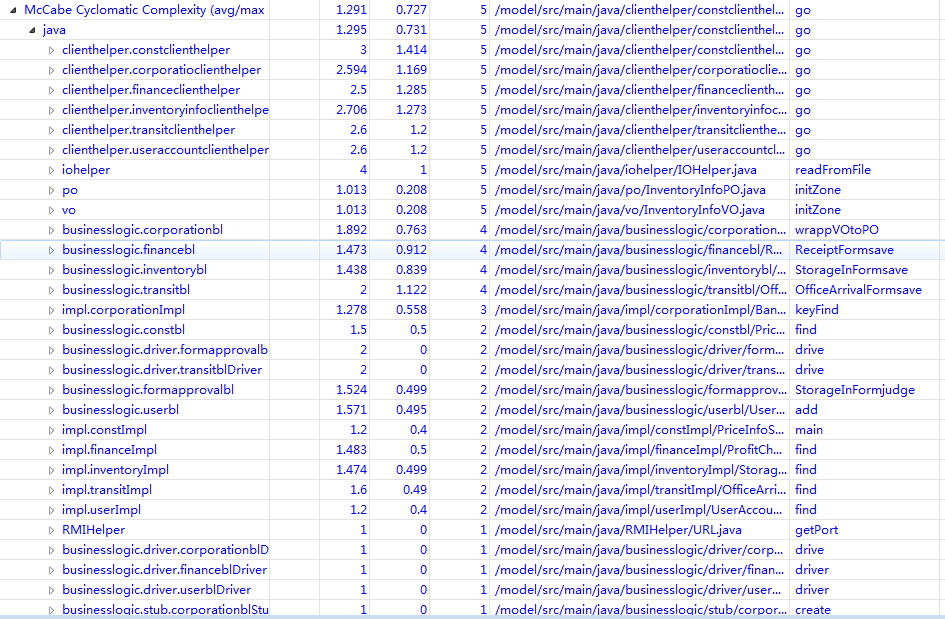 McCabe Cyclomatic Complexity (avg/max 1.291 0.727 5 /model/src/main/java/clienthelper/constclienthel... go
java 1.295 0.731 5 /model/src/main/java/clienthelper/constclienthel... go
clienthelper.constclienthelper 3 1.414 5 /model/src/main/java/clienthelper/constclienthel... go
clienthelper.corporatioclienthelper 2.594 1.169 5 /model/src/main/java/clienthelper/corporatioclie... go
clienthelper.financeclienthelper 2.5 1.285 5 /model/src/main/java/clienthelper/financeclienth... go
clienthelper.inventoryinfoclienthelpe 2.706 1.273 5 /model/src/main/java/clienthelper/inventoryinfoc... go
clienthelper.transitclienthelper 2.6 1.2 5 /model/src/main/java/clienthelper/transitclienthe... go
clienthelper.useraccountclienthelper 2.6 1.2 5 /model/src/main/java/clienthelper/useraccountcl... go
iohelper 4 1 5 /model/src/main/java/iohelper/IOHelper.java readFromFile
po 1.013 0.208 5 /model/src/main/java/po/InventoryInfoPO.java initZone
vo 1.013 0.208 5 /model/src/main/java/vo/InventoryInfoVO.java initZone
businesslogic.corporationbl 1.892 0.763 4 /model/src/main/java/businesslogic/corporation... wrappVOtoPO
businesslogic.financebl 1.473 0.912 4 /model/src/main/java/businesslogic/financebl/R... ReceiptFormsave
businesslogic.inventorybl 1.438 0.839 4 /model/src/main/java/businesslogic/inventorybl/... StorageInFormsave
businesslogic.transitbl 2 1.122 4 /model/src/main/java/businesslogic/transitbl/Off... OfficeArrivalFormsave
impl.corporationImpl 1.278 0.558 3 /model/src/main/java/impl/corporationImpl/Ban... keyFind
businesslogic.constbl 1.5 0.5 2 /model/src/main/java/businesslogic/constbl/Pric... find
businesslogic.driver.formapprovalb 2 0 2 /model/src/main/java/businesslogic/driver/form... drive
businesslogic.driver.transitblDriver 2 0 2 /model/src/main/java/businesslogic/driver/trans... drive
businesslogic.formapprovalbl 1.524 0.499 2 /model/src/main/java/businesslogic/formapprov... StorageInFormjudge
businesslogic.userbl 1.571 0.495 2 /model/src/main/java/businesslogic/userbl/User... add
impl.constImpl 1.2 0.4 2 /model/src/main/java/impl/constImpl/PriceInfoS... main
impl.financeImpl 1.483 0.5 2 /model/src/main/java/impl/financeImpl/ProfitCh... find
impl.inventoryImpl 1.474 0.499 2 /model/src/main/java/impl/inventoryImpl/Storag... find
impl.transitImpl 1.6 0.49 2 /model/src/main/java/impl/transitImpl/OfficeArri... find
impl.userImpl 1.2 0.4 2 /model/src/main/java/impl/userImpl/UserAccou... find
RMIHelper 1 0 1 /model/src/main/java/RMIHelper/URL.java getPort
businesslogic.driver.corporationblD 1 0 1 /model/src/main/java/businesslogic/driver/corp... drive
businesslogic.driver.financeblDriver 1 0 1 /model/src/main/java/businesslogic/driver/finan... driver
businesslogic.driver.userblDriver 1 0 1 /model/src/main/java/businesslogic/driver/user... driver
businesslogic.stub.corporationblStu 1 0 1 /model/src/main/java/businesslogic/stub/corpor... create